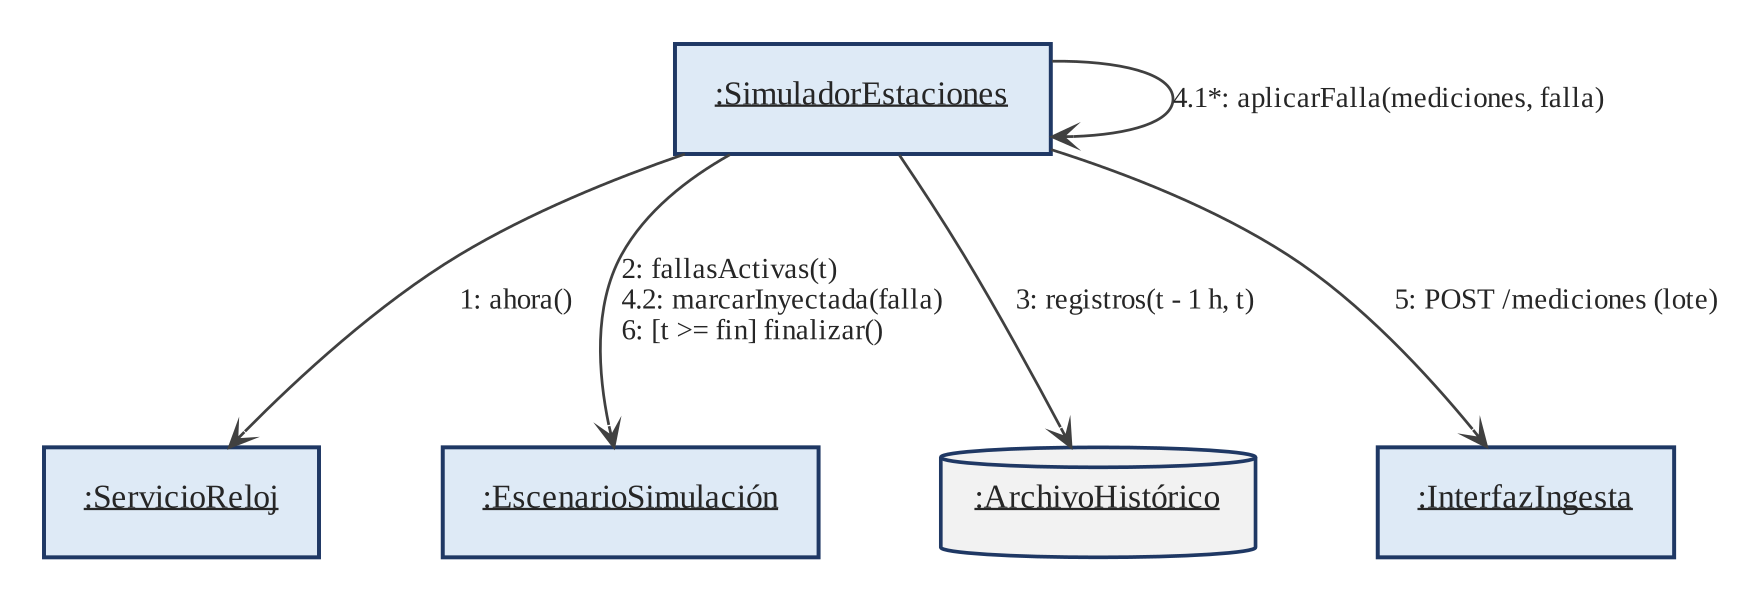 :SimuladorEstaciones
4.1*: aplicarFalla(mediciones, falla)
1: ahora()
2: fallasActivas(t)
4.2: marcarInyectada(falla)
6: [t >= fin] finalizar()
3: registros(t - 1 h, t)
5: POST /mediciones (lote)
:ServicioReloj
:EscenarioSimulación
:ArchivoHistórico
:InterfazIngesta